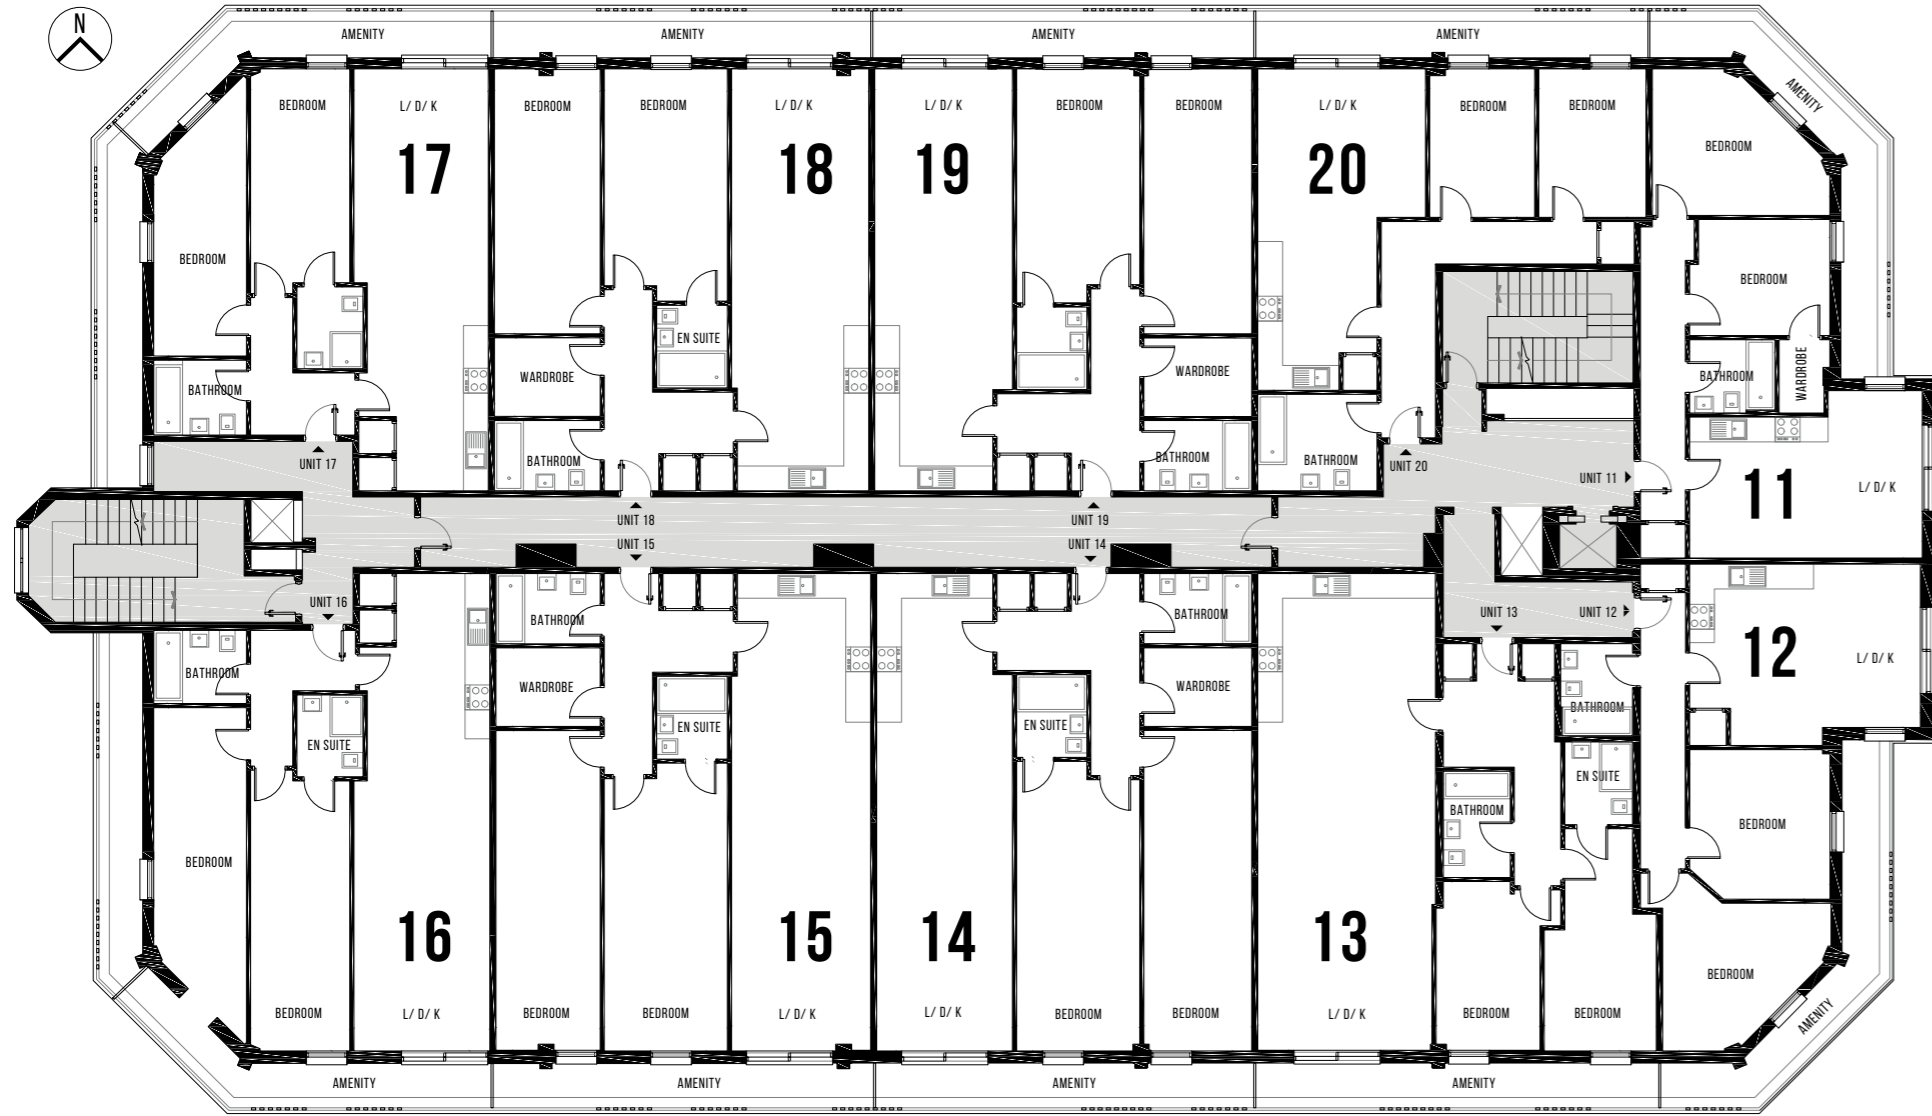 N
AMENITY
AMENITY
AMENITY
AMENITY
AMENITY
BEDROOM
L/ D/ K
BEDROOM
BEDROOM
L/ D/ K
L/ D/ K
BEDROOM
BEDROOM
L/ D/ K
BEDROOM
BEDROOM
BEDROOM
17
18
19
20
BEDROOM
BEDROOM
EN SUITE
WARDROBE
WARDROBE
BATHROOM
WARDROBE
BATHROOM
BATHROOM
BATHROOM
BATHROOM
UNIT 17
UNIT 20
UNIT 11
11
L/ D/ K
UNIT 18
UNIT 19
UNIT 15
UNIT 14
UNIT 16
UNIT 13
UNIT 12
12
L/ D/ K
BATHROOM
BATHROOM
BATHROOM
WARDROBE
WARDROBE
BATHROOM
EN SUITE
EN SUITE
EN SUITE
EN SUITE
BATHROOM
BEDROOM
BEDROOM
16
15
14
13
BEDROOM
BEDROOM
L/ D/ K
BEDROOM
BEDROOM
L/ D/ K
L/ D/ K
BEDROOM
BEDROOM
L/ D/ K
BEDROOM
BEDROOM
AMENITY
AMENITY
AMENITY
AMENITY
AMENITY